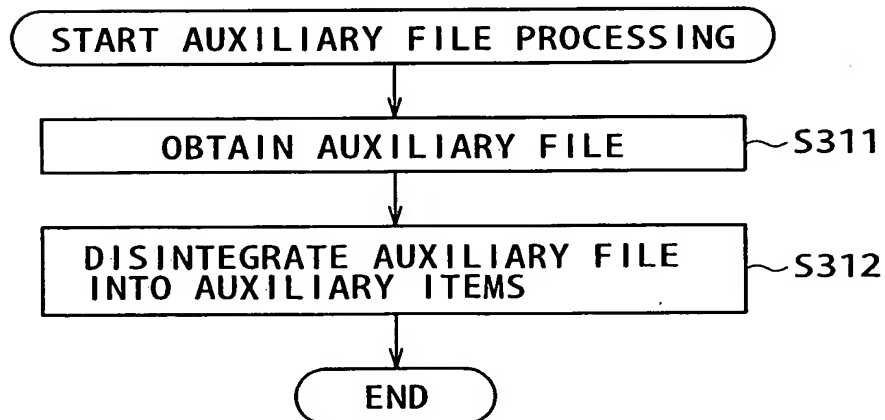 START AUXILIARY FILE PROCESSING
OBTAIN AUXILIARY FILE
S311
DISINTEGRATE AUXILIARY FILE
INTO AUXILIARY ITEMS
S312
END